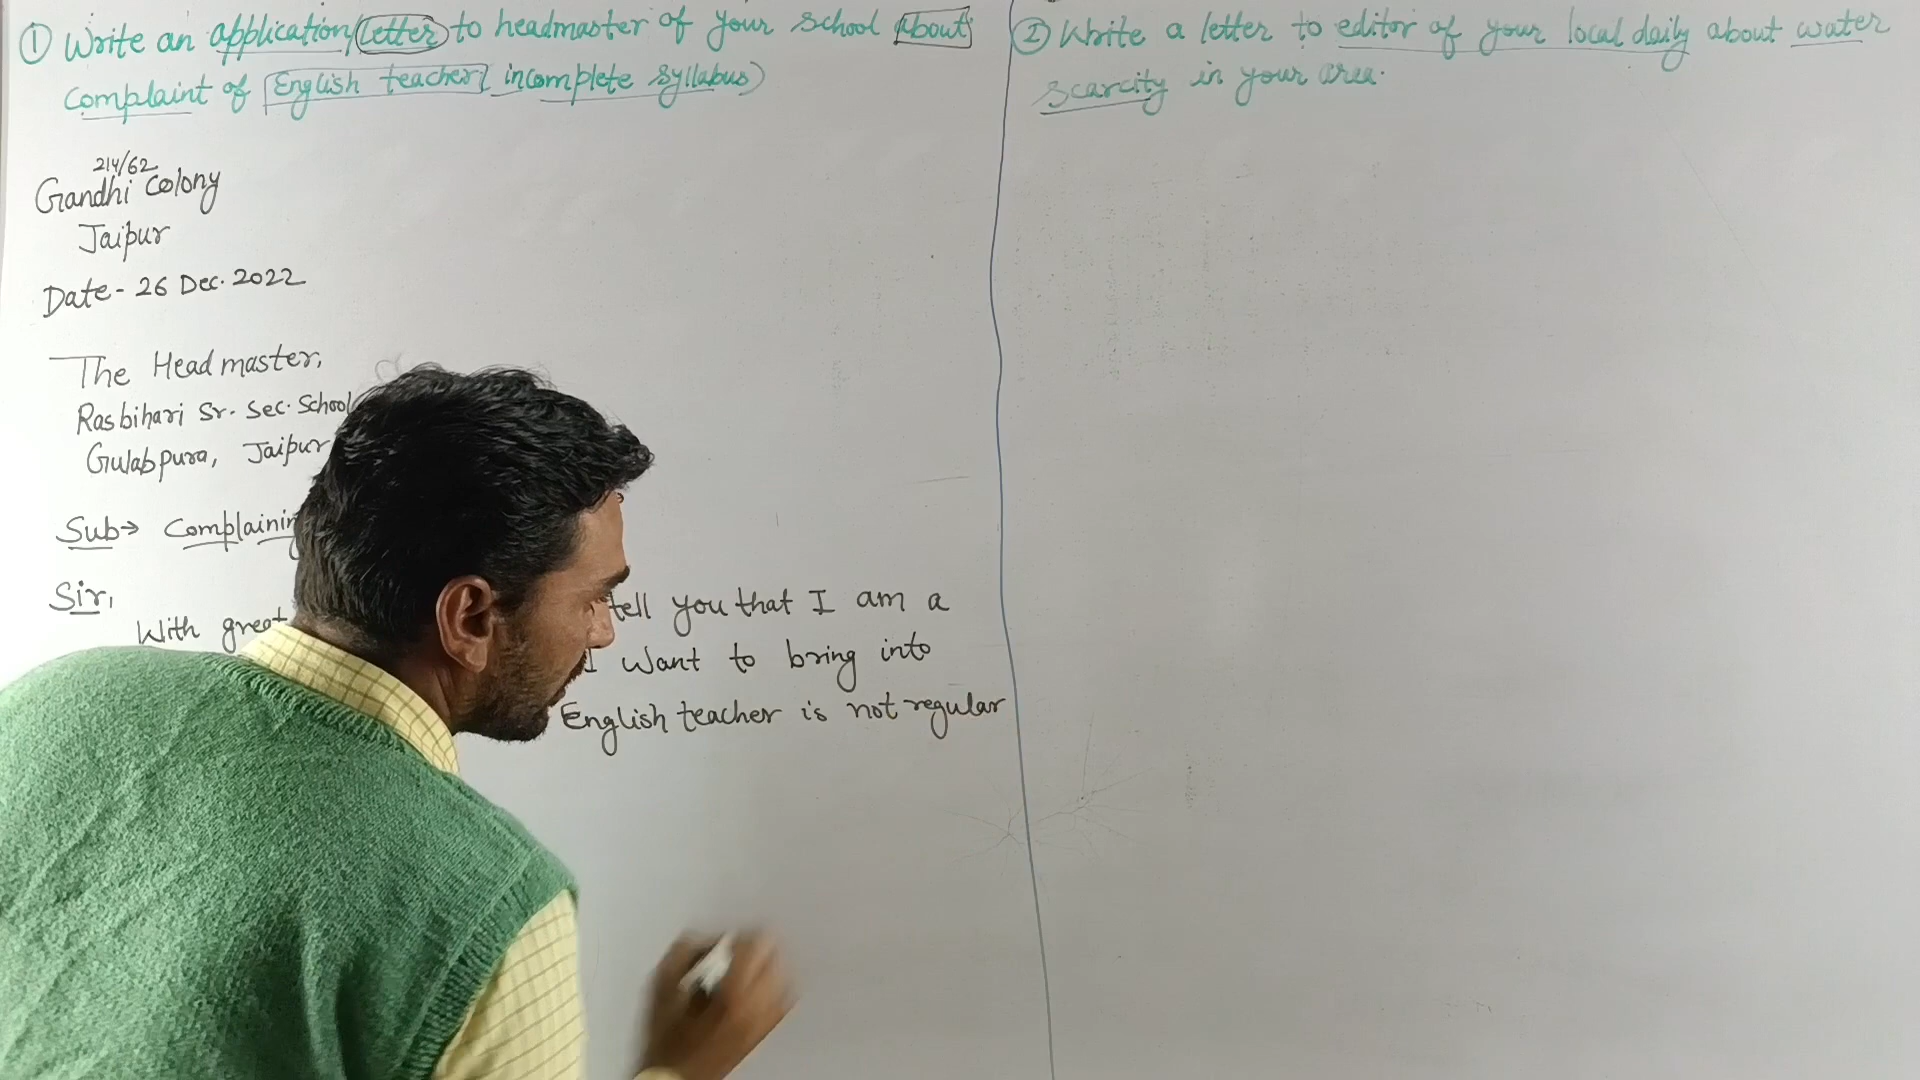 ① Write an application/Letter to headmaster of your school about
Complaint of English teacher( incomplete syllabus)
214/62
Gandhi Colony
Jaipur
Date - 26 Dec. 2022
The Headmaster,
Rasbihari Sr. Sec. School
Gulabpura, Jaipur
Sub→ Complaining
Sir,
With great tell you that I am a
I want to bring into
English teacher is not regular
② Write a letter to editor of your local daily about water
scarcity in your area.